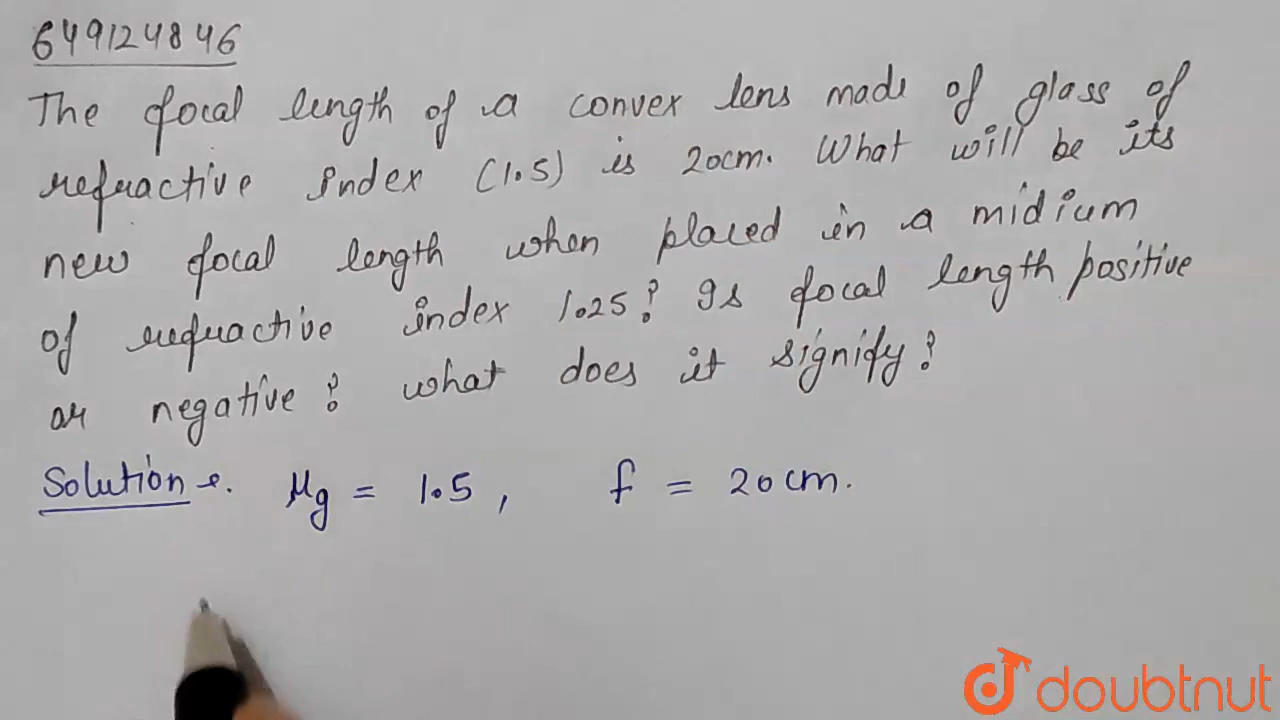 649124846
The focal length of a convex lens made of glass of
refractive index (1.5) is 20cm. What will be its
new focal length when placed in a midium
of refractive index 1.25? Is focal length positive
or negative? what does it signify?
Solution :- μg = 1.5, f = 20cm.
doubtnut